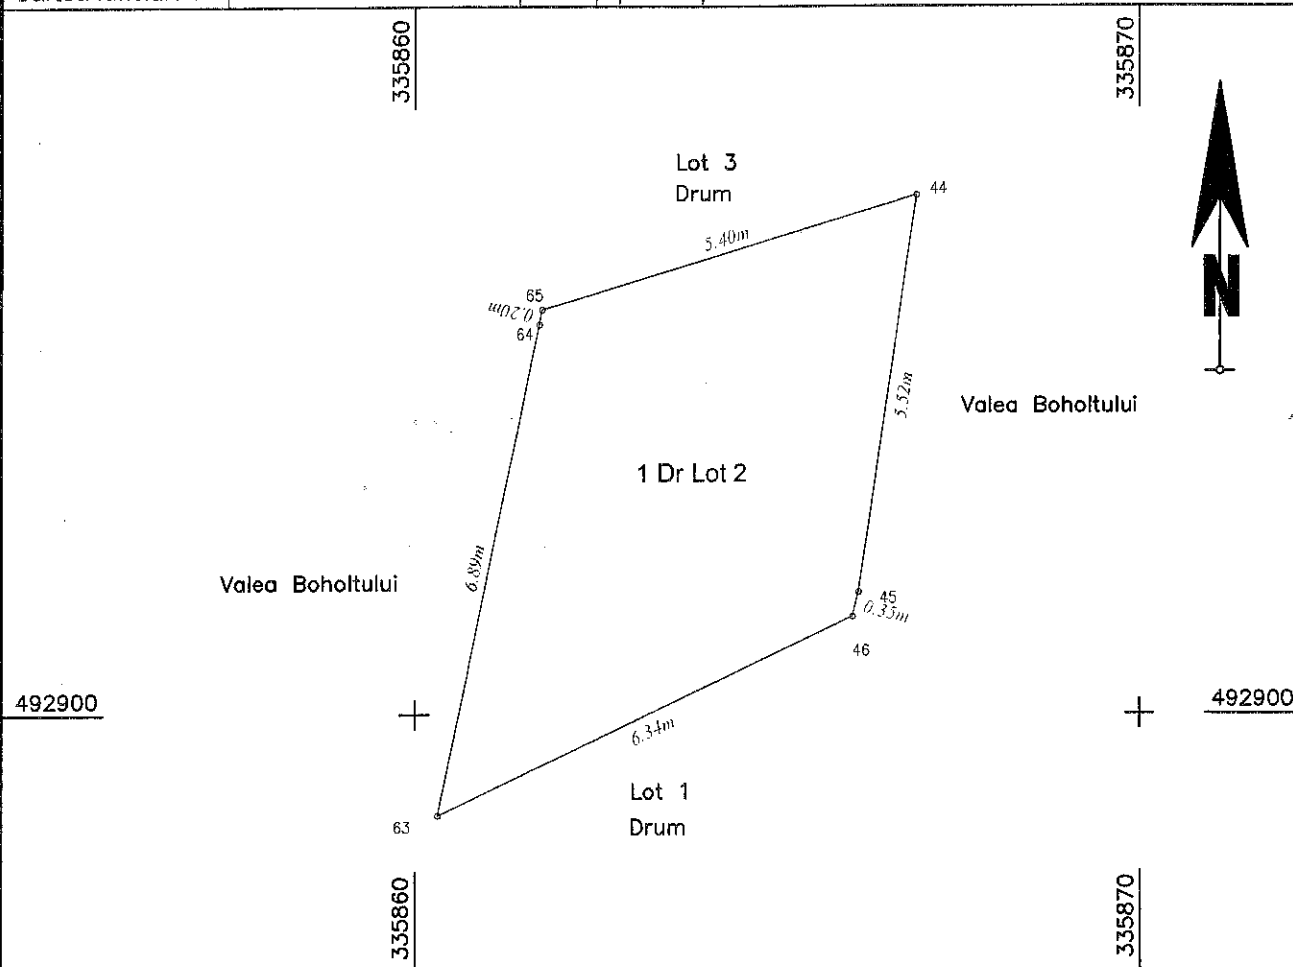 335860
335870
Lot 3
Drum
44
5.40m
N
65
0.20m
64
5.52m
Valea Boholtului
1 Dr Lot 2
6.89m
Valea Boholtului
45
0.35m
46
492900
492900
6.34m
Lot 1
Drum
63
335860
335870